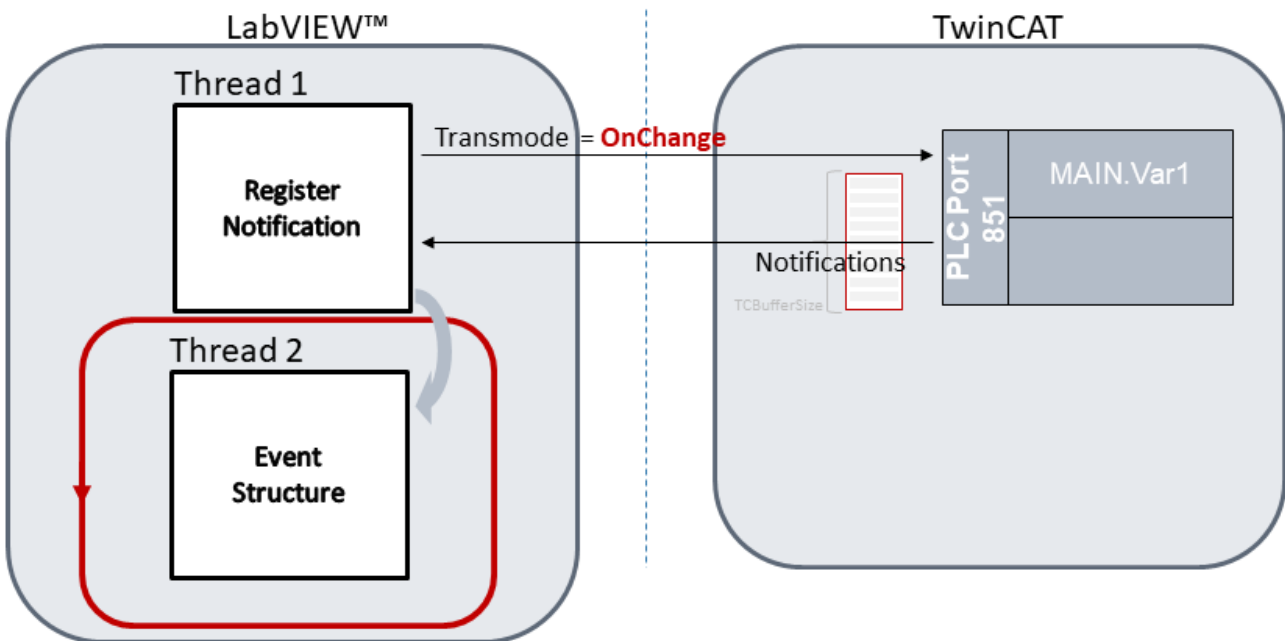 LabVIEW™
TwinCAT
Thread 1
Register
Notification
Transmode = OnChange
PLC Port
851
MAIN.Var1
Notifications
TCBufferSize
Thread 2
Event
Structure